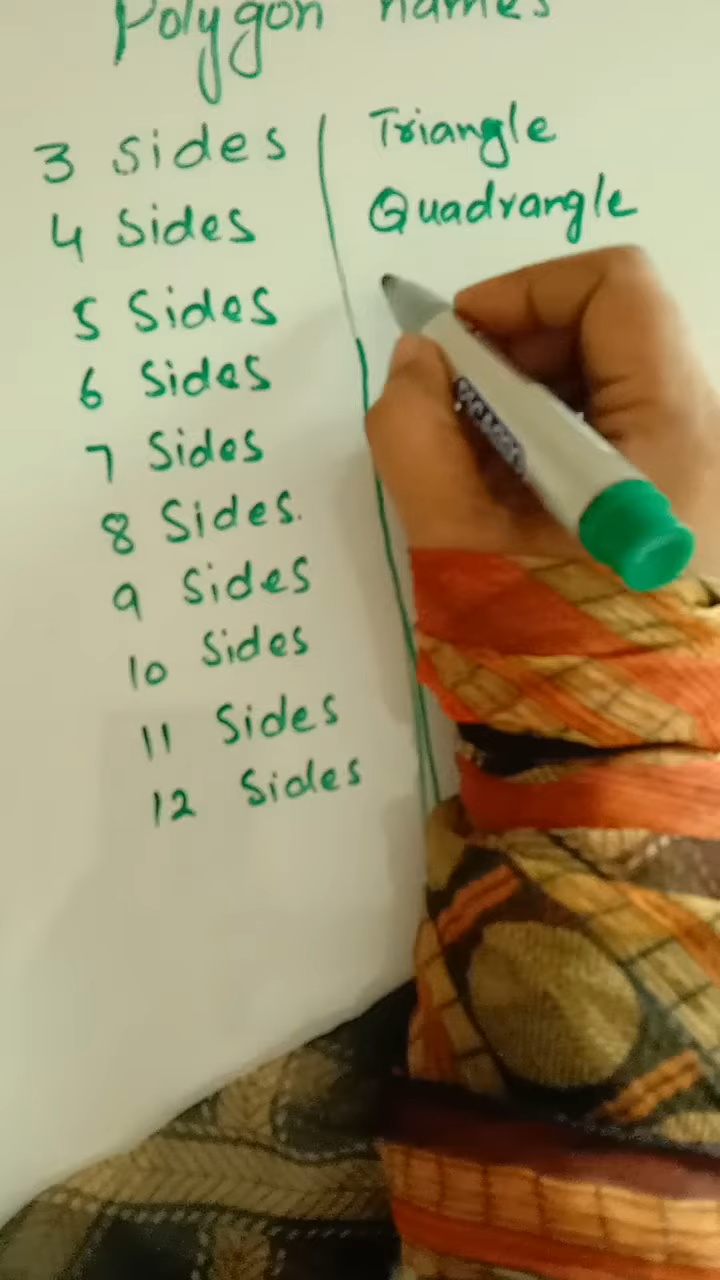 Polygon names
3 sides Triangle
4 Sides Quadrangle
5 Sides
6 Sides
7 Sides
8 Sides.
9 Sides
10 Sides
11 Sides
12 Sides